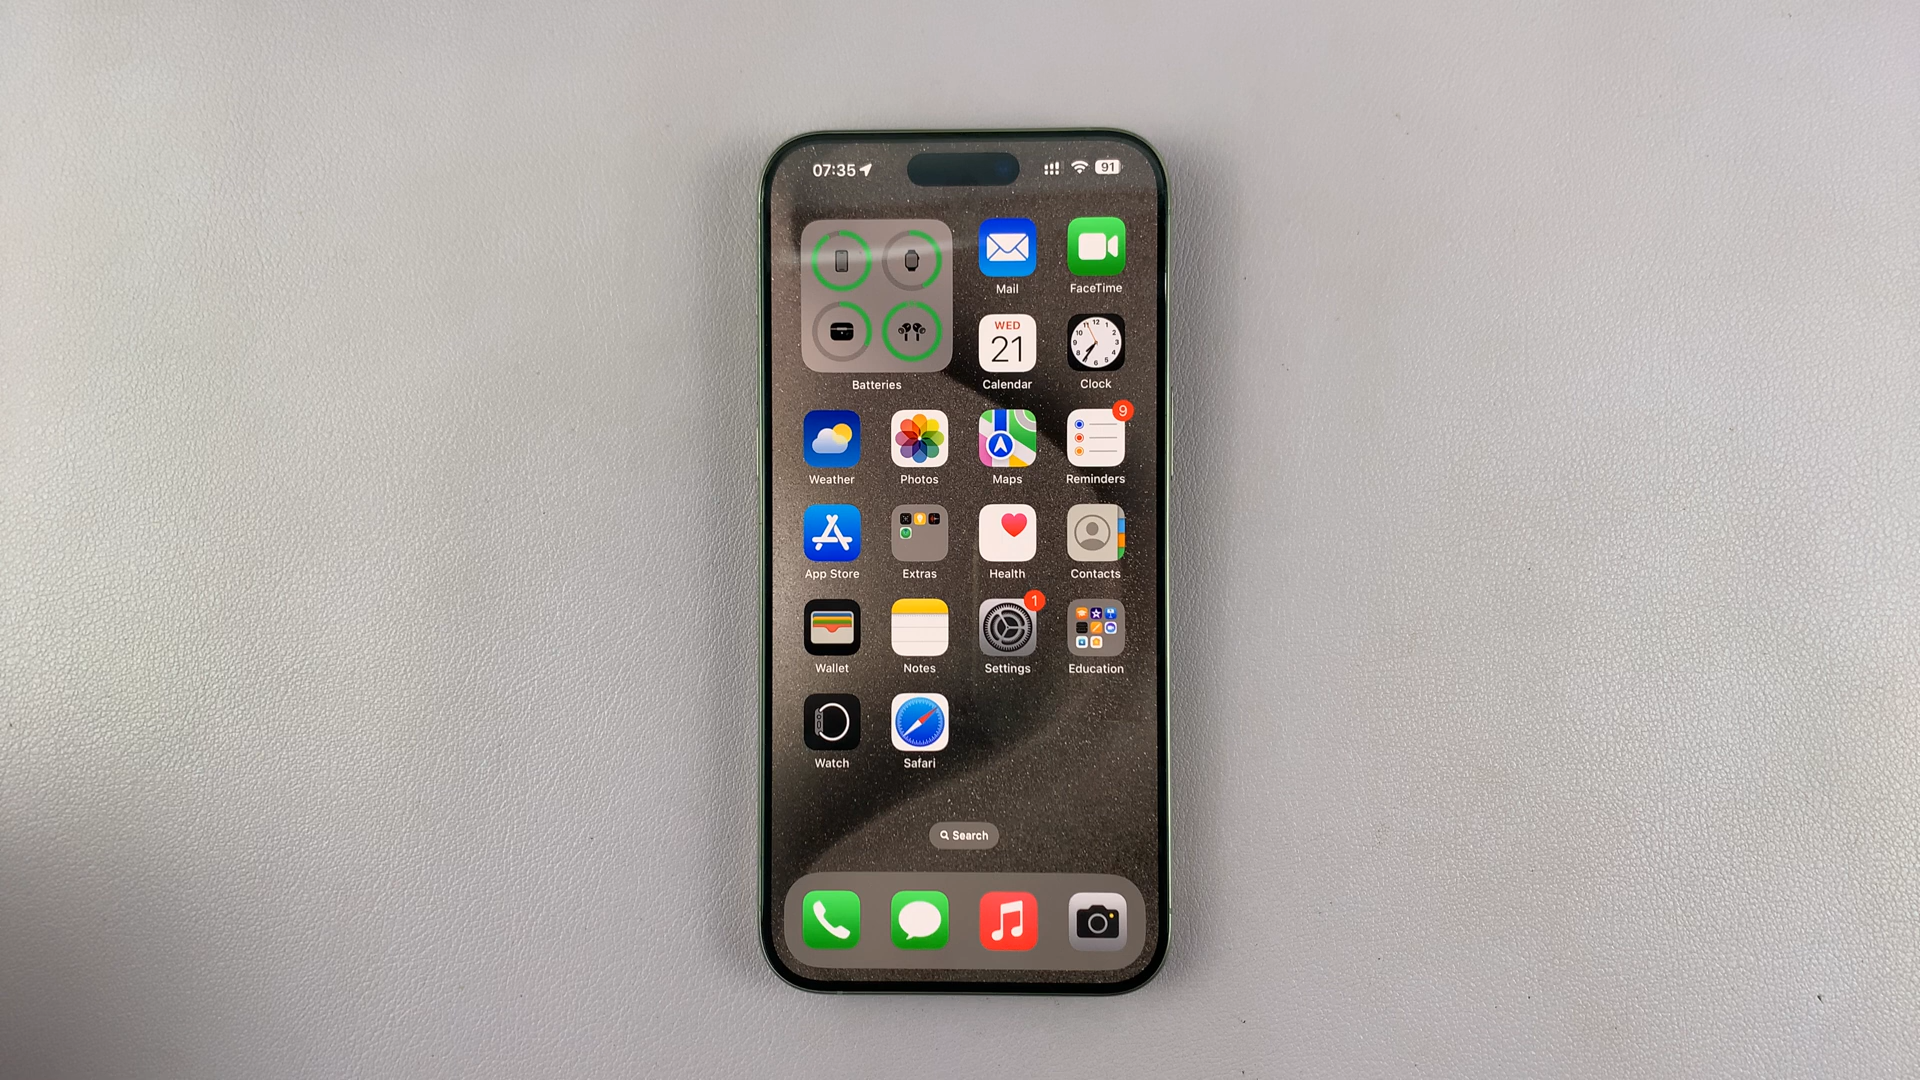 07:35
91
Mail
FaceTime
Batteries
WED
21
Calendar
Clock
Weather
Photos
Maps
9
Reminders
App Store
Extras
Health
Contacts
Wallet
Notes
1
Settings
Education
Watch
Safari
Search